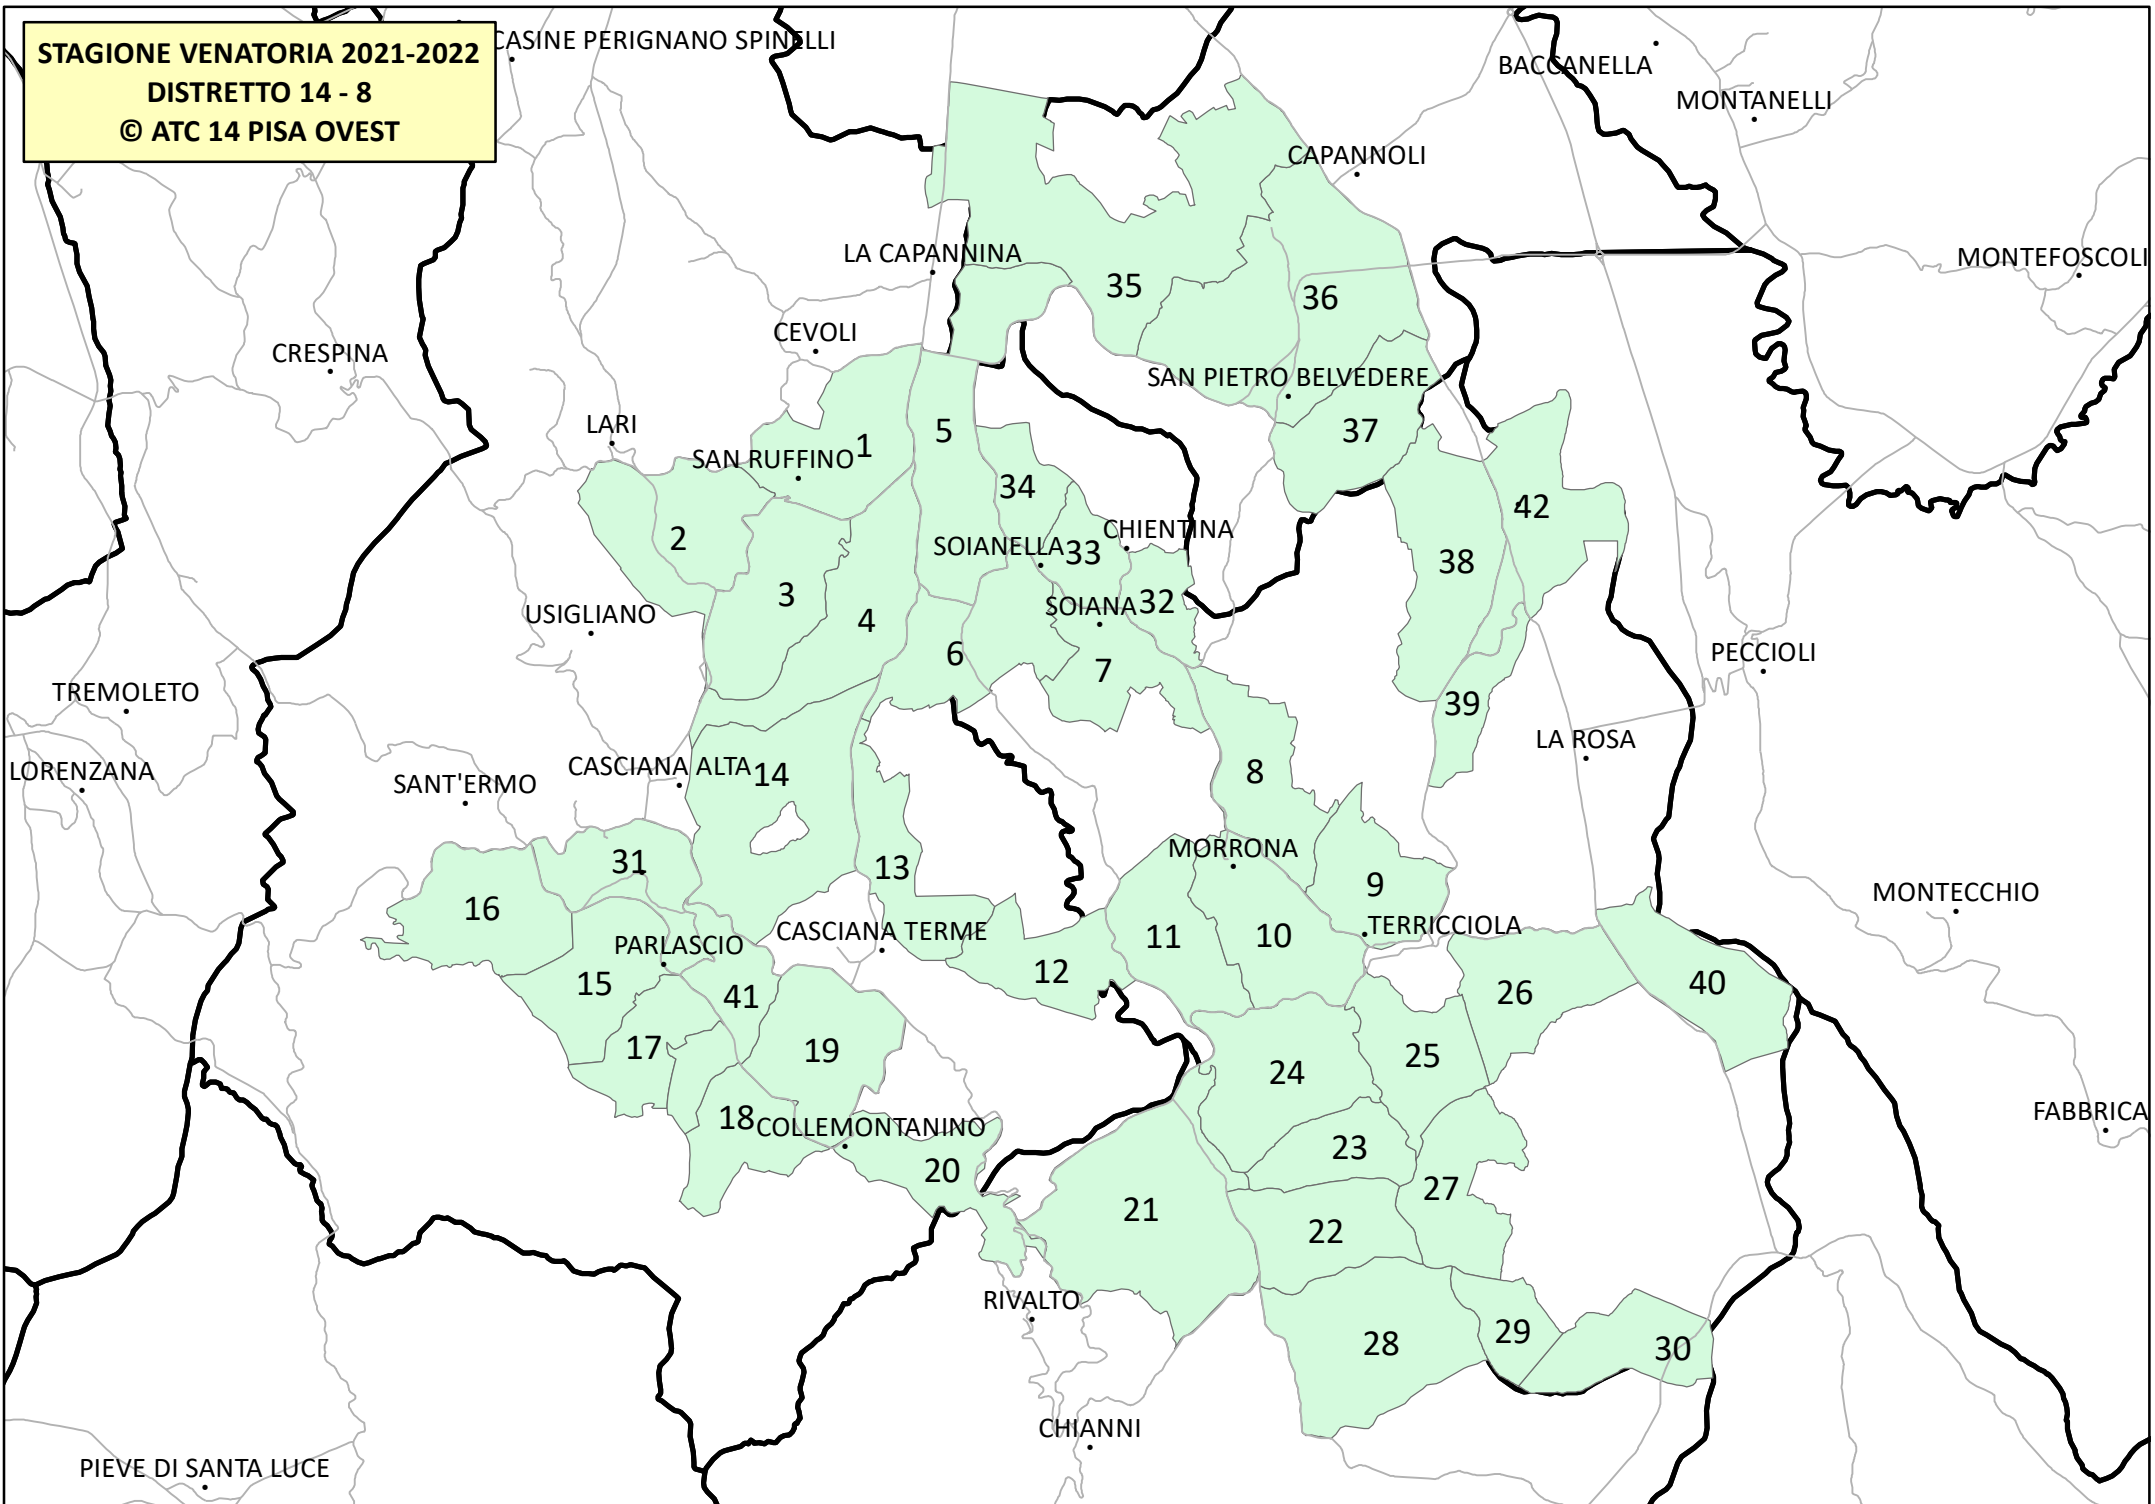 STAGIONE VENATORIA 2021-2022
DISTRETTO 14 - 8
© ATC 14 PISA OVEST
CASINE PERIGNANO SPINELLI
BACCANELLA
MONTANELLI
CAPANNOLI
LA CAPANNINA
MONTEFOSCOLI
35
36
CEVOLI
CRESPINA
SAN PIETRO BELVEDERE
LARI
5
37
1
SAN RUFFINO
34
42
2
CHIENTINA
SOIANELLA
33
38
3
32
SOIANA
USIGLIANO
4
6
PECCIOLI
7
TREMOLETO
39
LA ROSA
LORENZANA
CASCIANA ALTA
14
8
SANT'ERMO
MORRONA
31
13
9
MONTECCHIO
16
TERRICCIOLA
CASCIANA TERME
11
10
PARLASCIO
12
15
41
26
40
17
19
25
24
FABBRICA
18
COLLEMONTANINO
23
20
27
21
22
RIVALTO
29
28
30
CHIANNI
PIEVE DI SANTA LUCE